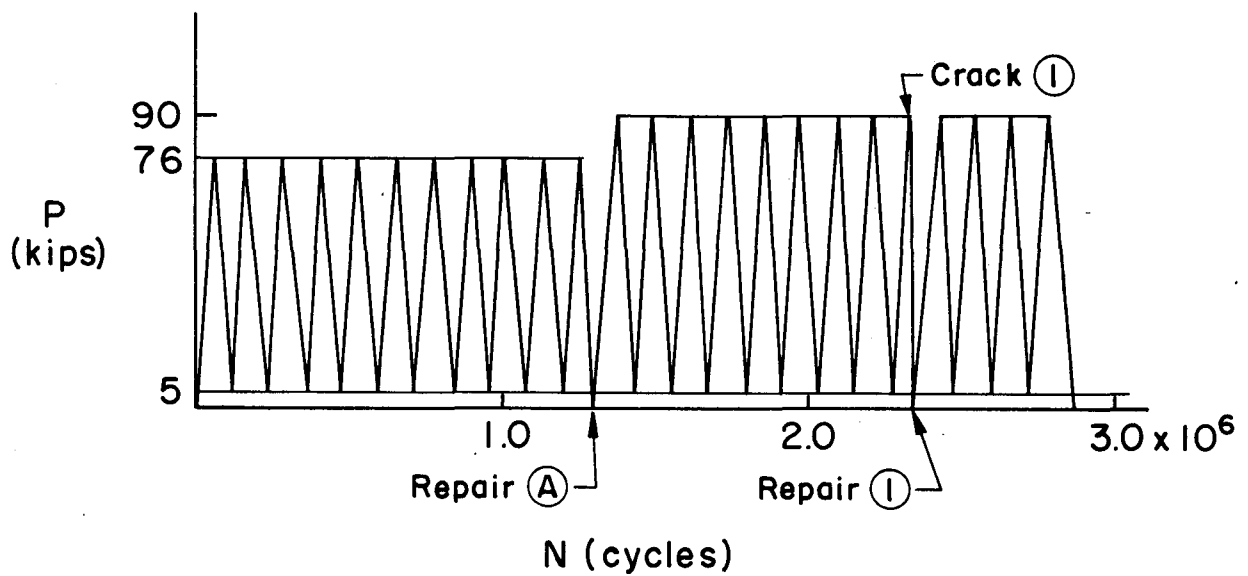 Crack ①
90
76
P
(kips)
5
1.0
2.0
3.0 x 10⁶
Repair Ⓐ
Repair ①
N (cycles)